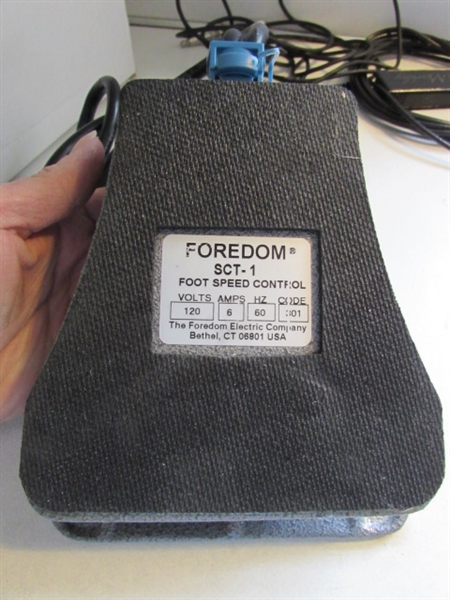 FOREDOM®
SCT-1
FOOT SPEED CONTROL
VOLTS AMPS HZ CODE
120 6 60 301
The Foredom Electric Company
Bethel, CT 06801 USA